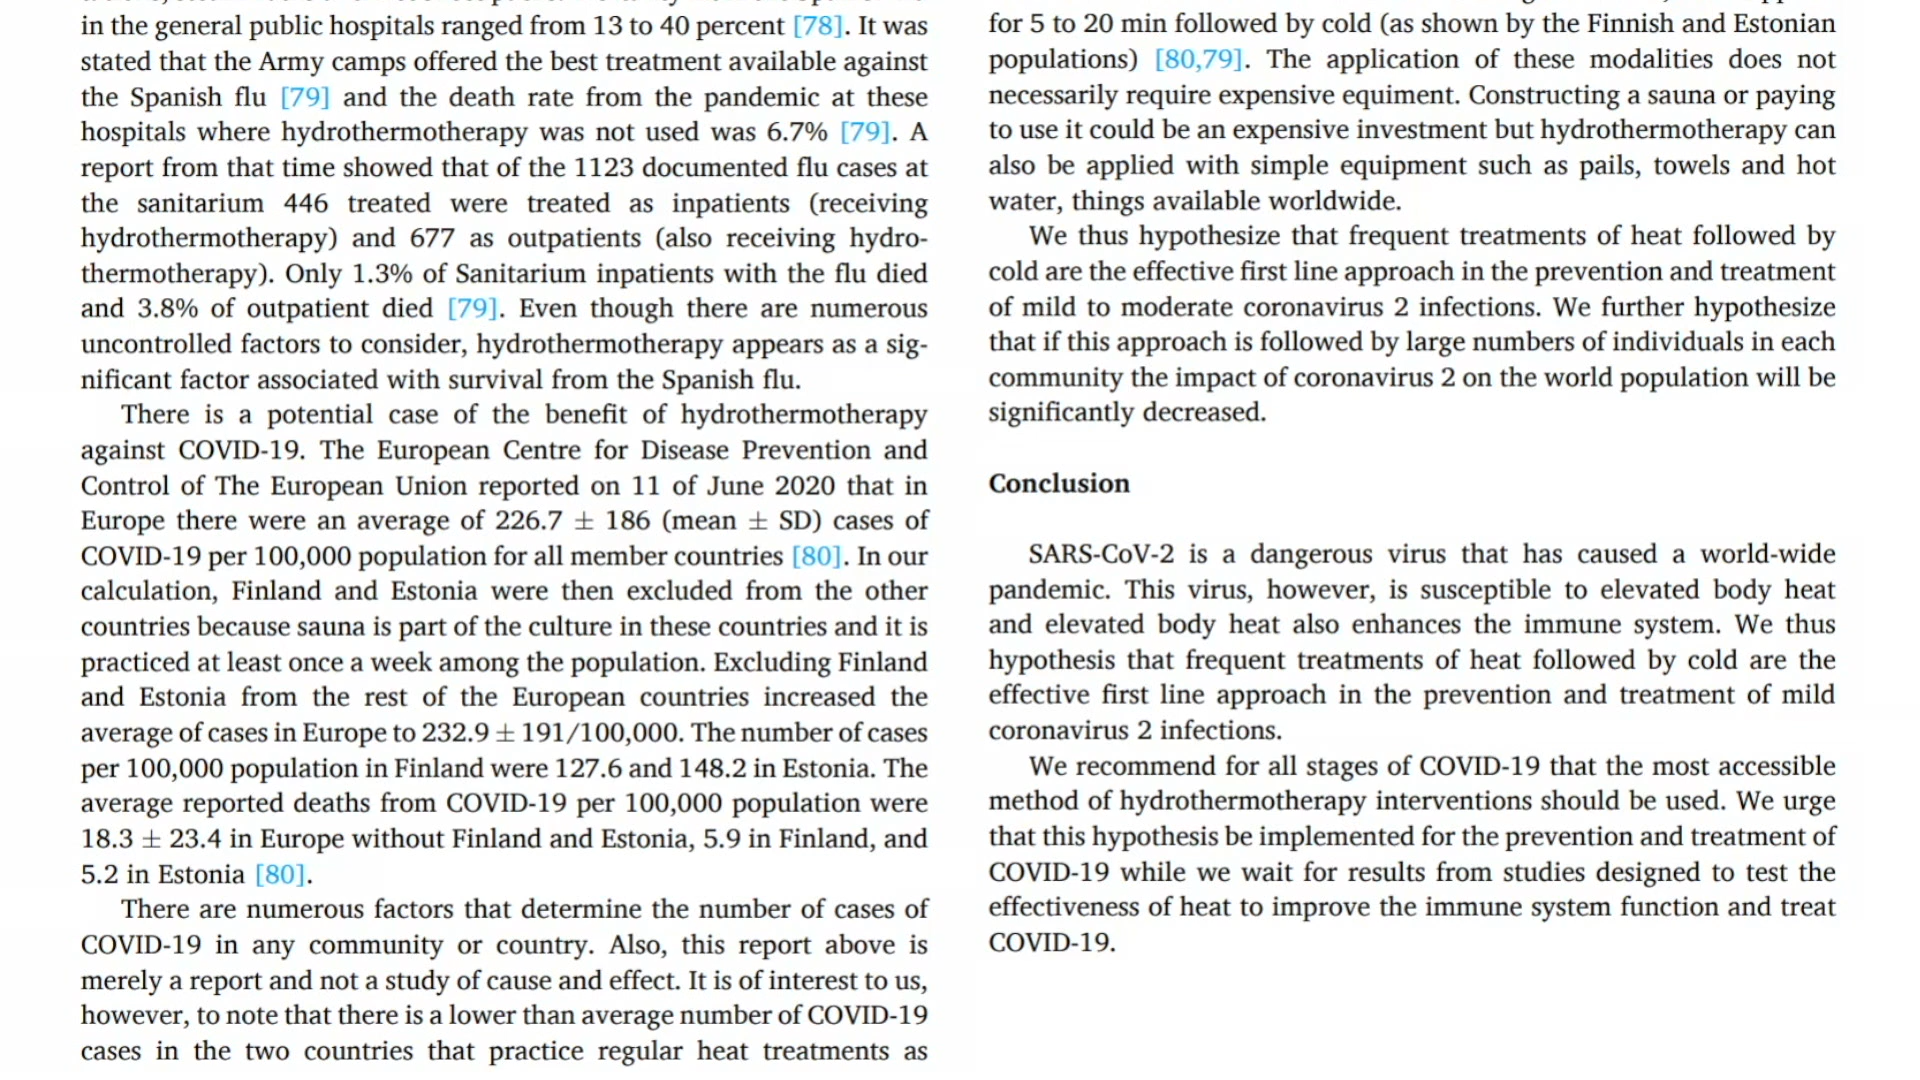 in the general public hospitals ranged from 13 to 40 percent [78]. It was
stated that the Army camps offered the best treatment available against
the Spanish flu [79] and the death rate from the pandemic at these
hospitals where hydrothermotherapy was not used was 6.7% [79]. A
report from that time showed that of the 1123 documented flu cases at
the sanitarium 446 treated were treated as inpatients (receiving
hydrothermotherapy) and 677 as outpatients (also receiving hydro-
thermotherapy). Only 1.3% of Sanitarium inpatients with the flu died
and 3.8% of outpatient died [79]. Even though there are numerous
uncontrolled factors to consider, hydrothermotherapy appears as a sig-
nificant factor associated with survival from the Spanish flu.
There is a potential case of the benefit of hydrothermotherapy
against COVID-19. The European Centre for Disease Prevention and
Control of The European Union reported on 11 of June 2020 that in
Europe there were an average of 226.7 ± 186 (mean ± SD) cases of
COVID-19 per 100,000 population for all member countries [80]. In our
calculation, Finland and Estonia were then excluded from the other
countries because sauna is part of the culture in these countries and it is
practiced at least once a week among the population. Excluding Finland
and Estonia from the rest of the European countries increased the
average of cases in Europe to 232.9 ± 191/100,000. The number of cases
per 100,000 population in Finland were 127.6 and 148.2 in Estonia. The
average reported deaths from COVID-19 per 100,000 population were
18.3 ± 23.4 in Europe without Finland and Estonia, 5.9 in Finland, and
5.2 in Estonia [80].
There are numerous factors that determine the number of cases of
COVID-19 in any community or country. Also, this report above is
merely a report and not a study of cause and effect. It is of interest to us,
however, to note that there is a lower than average number of COVID-19
cases in the two countries that practice regular heat treatments as
for 5 to 20 min followed by cold (as shown by the Finnish and Estonian
populations) [80,79]. The application of these modalities does not
necessarily require expensive equiment. Constructing a sauna or paying
to use it could be an expensive investment but hydrothermotherapy can
also be applied with simple equipment such as pails, towels and hot
water, things available worldwide.
We thus hypothesize that frequent treatments of heat followed by
cold are the effective first line approach in the prevention and treatment
of mild to moderate coronavirus 2 infections. We further hypothesize
that if this approach is followed by large numbers of individuals in each
community the impact of coronavirus 2 on the world population will be
significantly decreased.
Conclusion
SARS-CoV-2 is a dangerous virus that has caused a world-wide
pandemic. This virus, however, is susceptible to elevated body heat
and elevated body heat also enhances the immune system. We thus
hypothesis that frequent treatments of heat followed by cold are the
effective first line approach in the prevention and treatment of mild
coronavirus 2 infections.
We recommend for all stages of COVID-19 that the most accessible
method of hydrothermotherapy interventions should be used. We urge
that this hypothesis be implemented for the prevention and treatment of
COVID-19 while we wait for results from studies designed to test the
effectiveness of heat to improve the immune system function and treat
COVID-19.